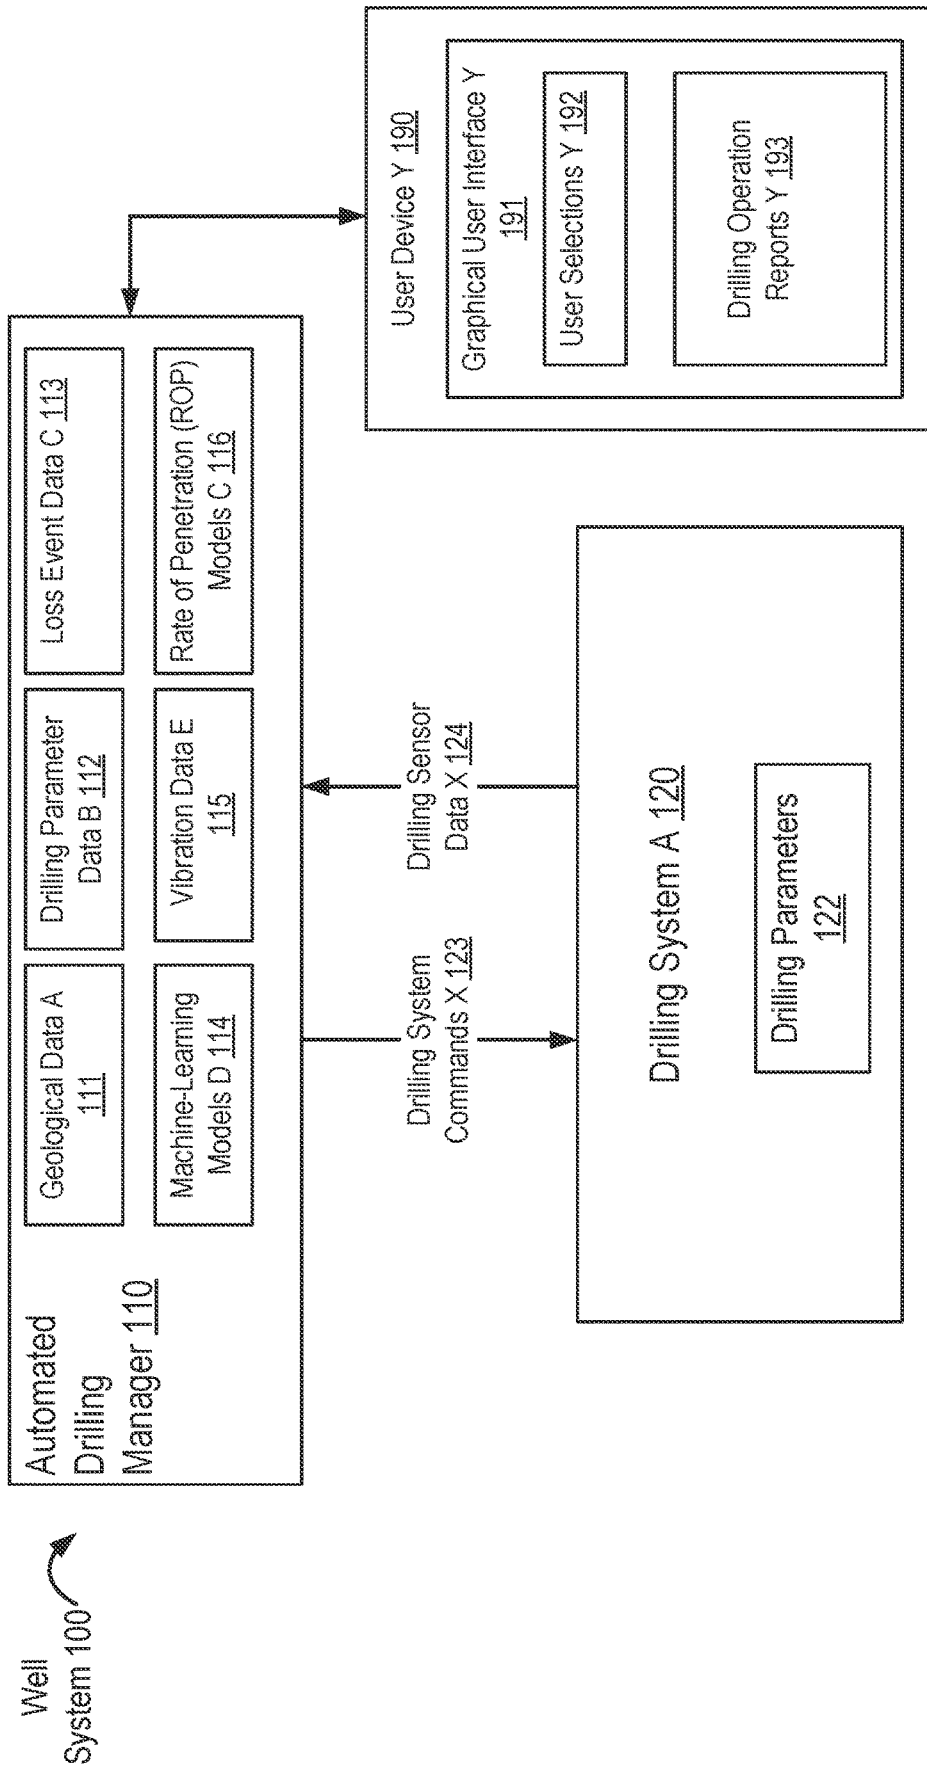 Well
System 100
Automated
Drilling
Manager 110
Geological Data A
111
Drilling Parameter
Data B 112
Loss Event Data C 113
Machine-Learning
Models D 114
Vibration Data E
115
Rate of Penetration (ROP)
Models C 116
Drilling System
Commands X 123
Drilling Sensor
Data X 124
Drilling System A 120
Drilling Parameters
122
User Device Y 190
Graphical User Interface Y
191
User Selections Y 192
Drilling Operation
Reports Y 193